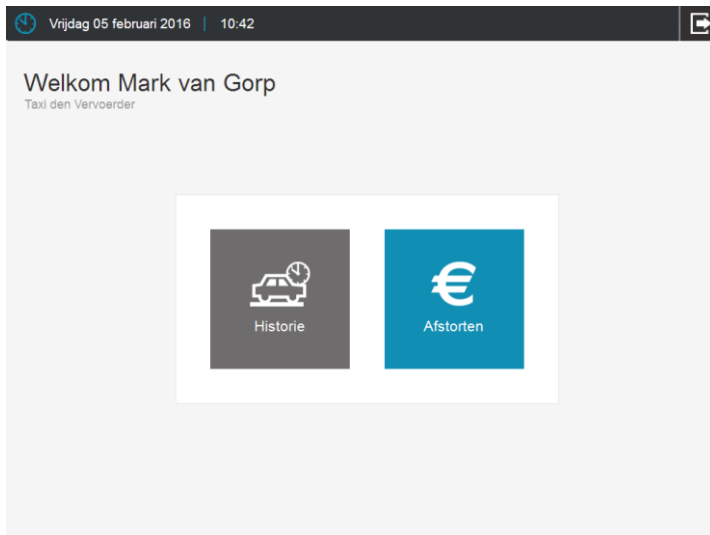 Vrijdag 05 februari 2016 | 10:42
Welkom Mark van Gorp
Taxi den Vervoerder
Historie
Afstorten